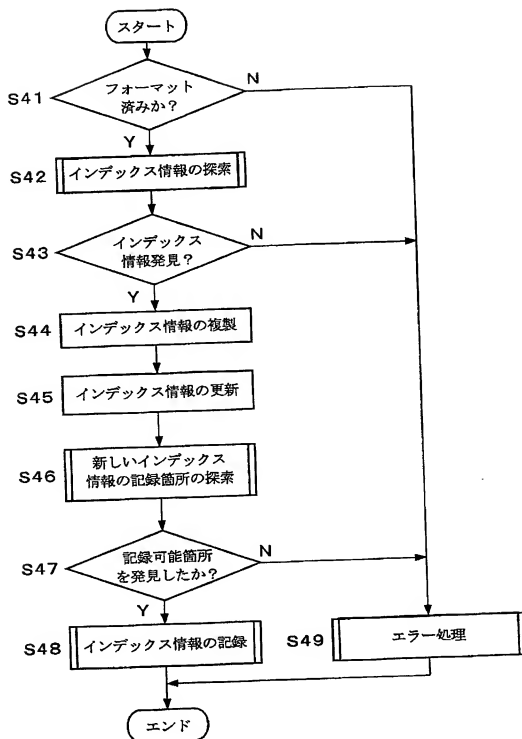 スタート
S41
フォーマット
済みか？
N
Y
S42
インデックス情報の探索
S43
インデックス
情報発見？
N
Y
S44
インデックス情報の複製
S45
インデックス情報の更新
S46
新しいインデックス
情報の記録箇所の探索
S47
記録可能箇所
を発見したか？
N
Y
S48
インデックス情報の記録
S49
エラー処理
エンド